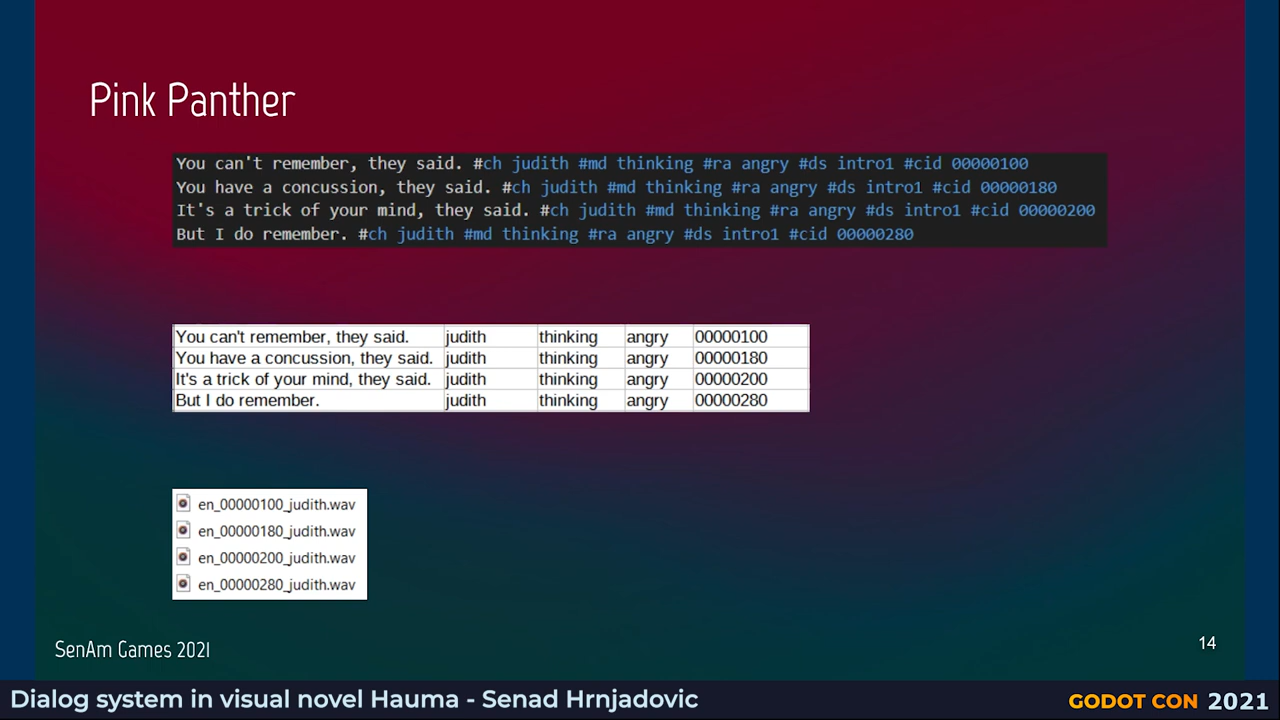 Pink Panther
You can't remember, they said. #ch judith #md thinking #ra angry #ds intro1 #cid 00000100
You have a concussion, they said. #ch judith #md thinking #ra angry #ds intro1 #cid 00000180
It's a trick of your mind, they said. #ch judith #md thinking #ra angry #ds intro1 #cid 00000200
But I do remember. #ch judith #md thinking #ra angry #ds intro1 #cid 00000280
You can't remember, they said. judith thinking angry 00000100
You have a concussion, they said. judith thinking angry 00000180
It's a trick of your mind, they said. judith thinking angry 00000200
But I do remember. judith thinking angry 00000280
en_00000100_judith.wav
en_00000180_judith.wav
en_00000200_judith.wav
en_00000280_judith.wav
SenAm Games 2021
14
Dialog system in visual novel Hauma - Senad Hrnjadovic
GODOT CON 2021